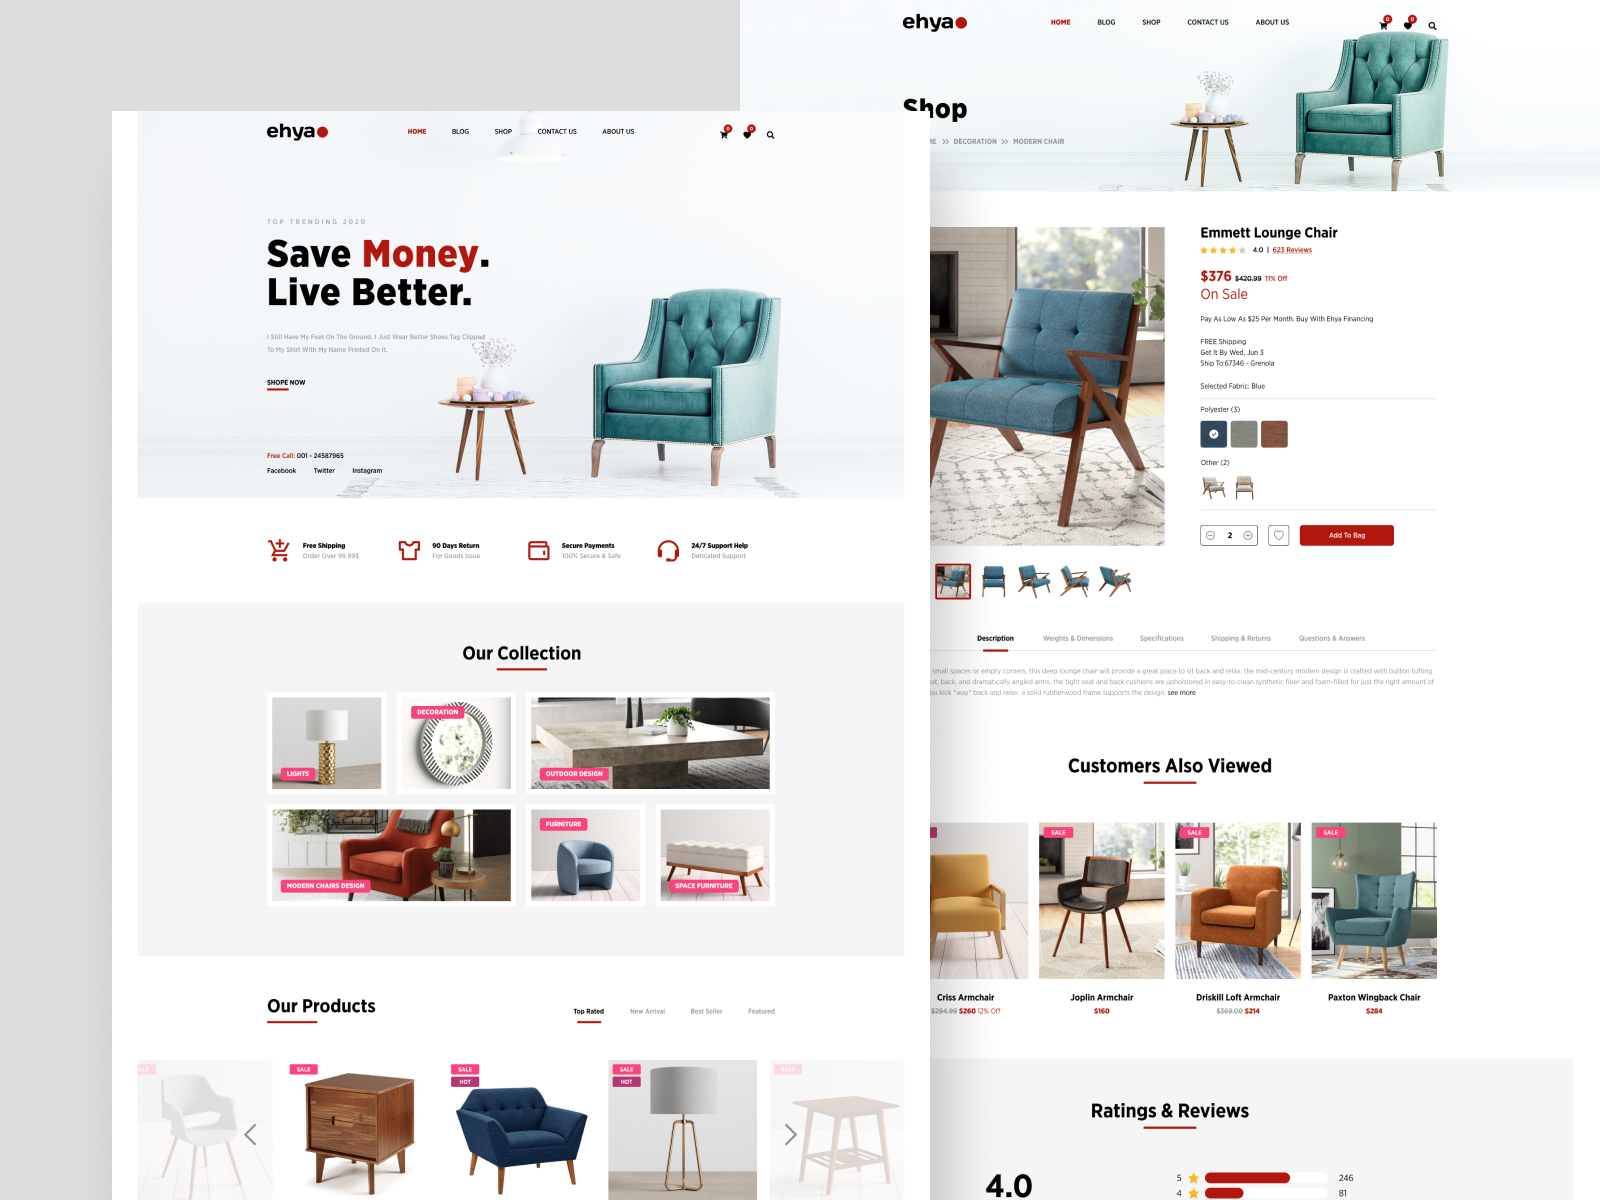 ehya
HOME BLOG SHOP CONTACT US ABOUT US
0 0
TOP TRENDING 2020
Save Money.
Live Better.
I Still Have My Feet On The Ground, I Just Wear Better Shoes Tag Clipped
To My Shirt With My Name Printed On It.
SHOPE NOW
Free Call: 001 - 24587965
Facebook Twitter Instagram
Free Shipping
Order Over 99.99$
90 Days Return
For Goods Issue
Secure Payments
100% Secure & Safe
24/7 Support Help
Delicated Support
Our Collection
LIGHTS
DECORATION
OUTDOOR DESIGN
MODERN CHAIRS DESIGN
FURNITURE
SPACE FURNITURE
Our Products
Top Rated New Arrival Best Seller Featured
ALE
SALE
SALE
HOT
SALE
HOT
SALE
ehya
HOME BLOG SHOP CONTACT US ABOUT US
0 0
Shop
ME >> DECORATION >> MODERN CHAIR
Emmett Lounge Chair
4.0 | 623 Reviews
$376 $420.99 11% Off
On Sale
Pay As Low As $25 Per Month. Buy With Ehya Financing
FREE Shipping
Get It By Wed, Jun 3
Ship To:67346 - Grenola
Selected Fabric: Blue
Polyester (3)
Other (2)
2
Add To Bag
Description Weights & Dimensions Specifications Shipping & Returns Questions & Answers
small spaces or empty corners, this deep lounge chair will provide a great place to sit back and relax. the mid-century modern design is crafted with button tufting
at, back, and dramatically angled arms. the tight seat and back cushions are upholstered in easy-to-clean synthetic fiber and foam-filled for just the right amount of
ou kick "way" back and relax. a solid rubberwood frame supports the design. see more
Customers Also Viewed
SALE
SALE
SALE
Criss Armchair
$294.99 $260 12% Off
Joplin Armchair
$160
Driskill Loft Armchair
$369.00 $214
Paxton Wingback Chair
$284
Ratings & Reviews
4.0
5 246
4 81